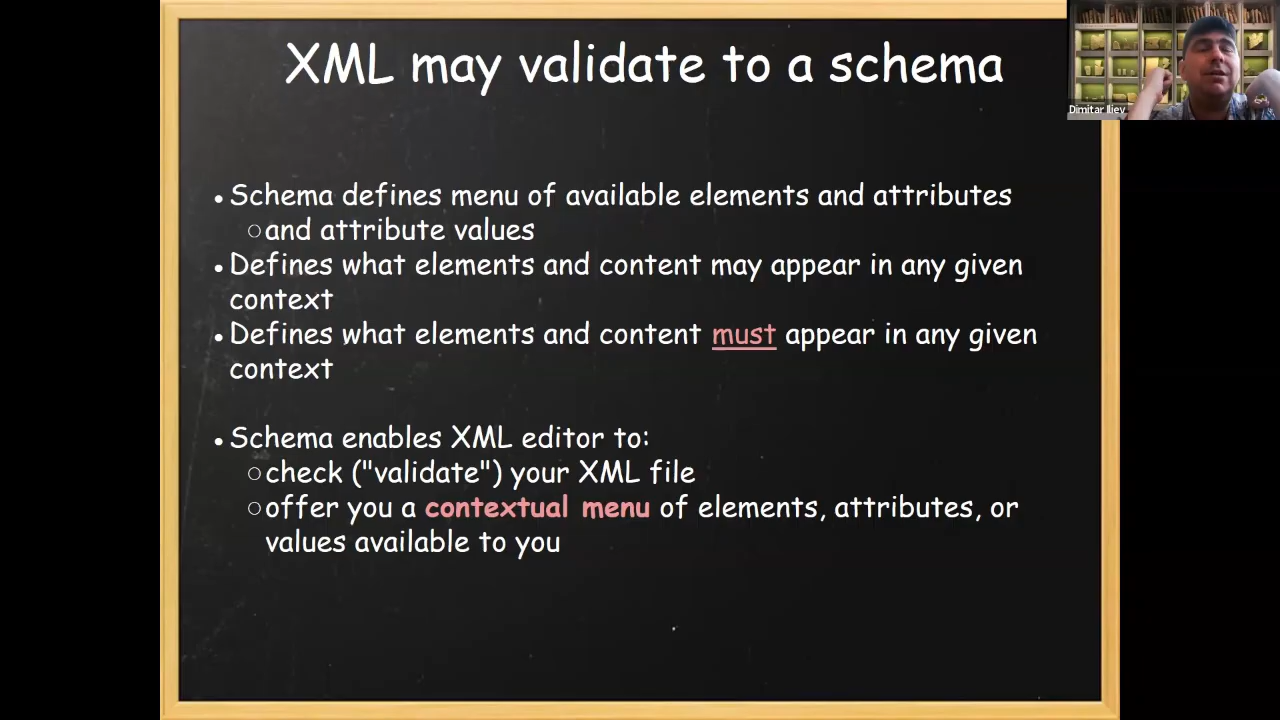 XML may validate to a schema
Dimitar Iliev
• Schema defines menu of available elements and attributes
○and attribute values
• Defines what elements and content may appear in any given
context
• Defines what elements and content must appear in any given
context
• Schema enables XML editor to:
○check ("validate") your XML file
○offer you a contextual menu of elements, attributes, or
values available to you